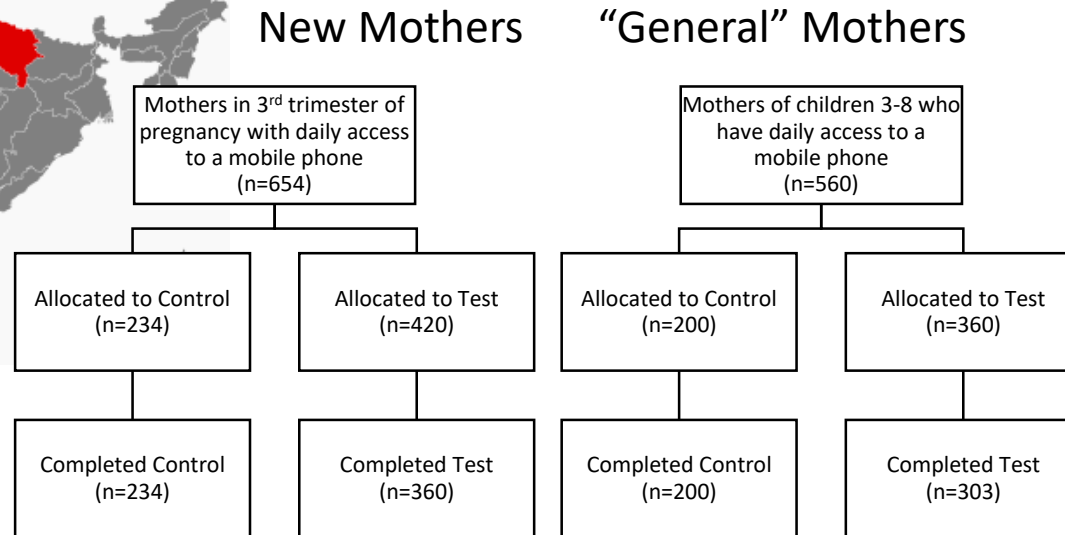 New Mothers
Mothers in 3rd trimester of
pregnancy with daily access
to a mobile phone
(n=654)
Allocated to Control
(n=234)
Allocated to Test
(n=420)
Completed Control
(n=234)
Completed Test
(n=360)
“General” Mothers
Mothers of children 3-8 who
have daily access to a
mobile phone
(n=560)
Allocated to Control
(n=200)
Allocated to Test
(n=360)
Completed Control
(n=200)
Completed Test
(n=303)